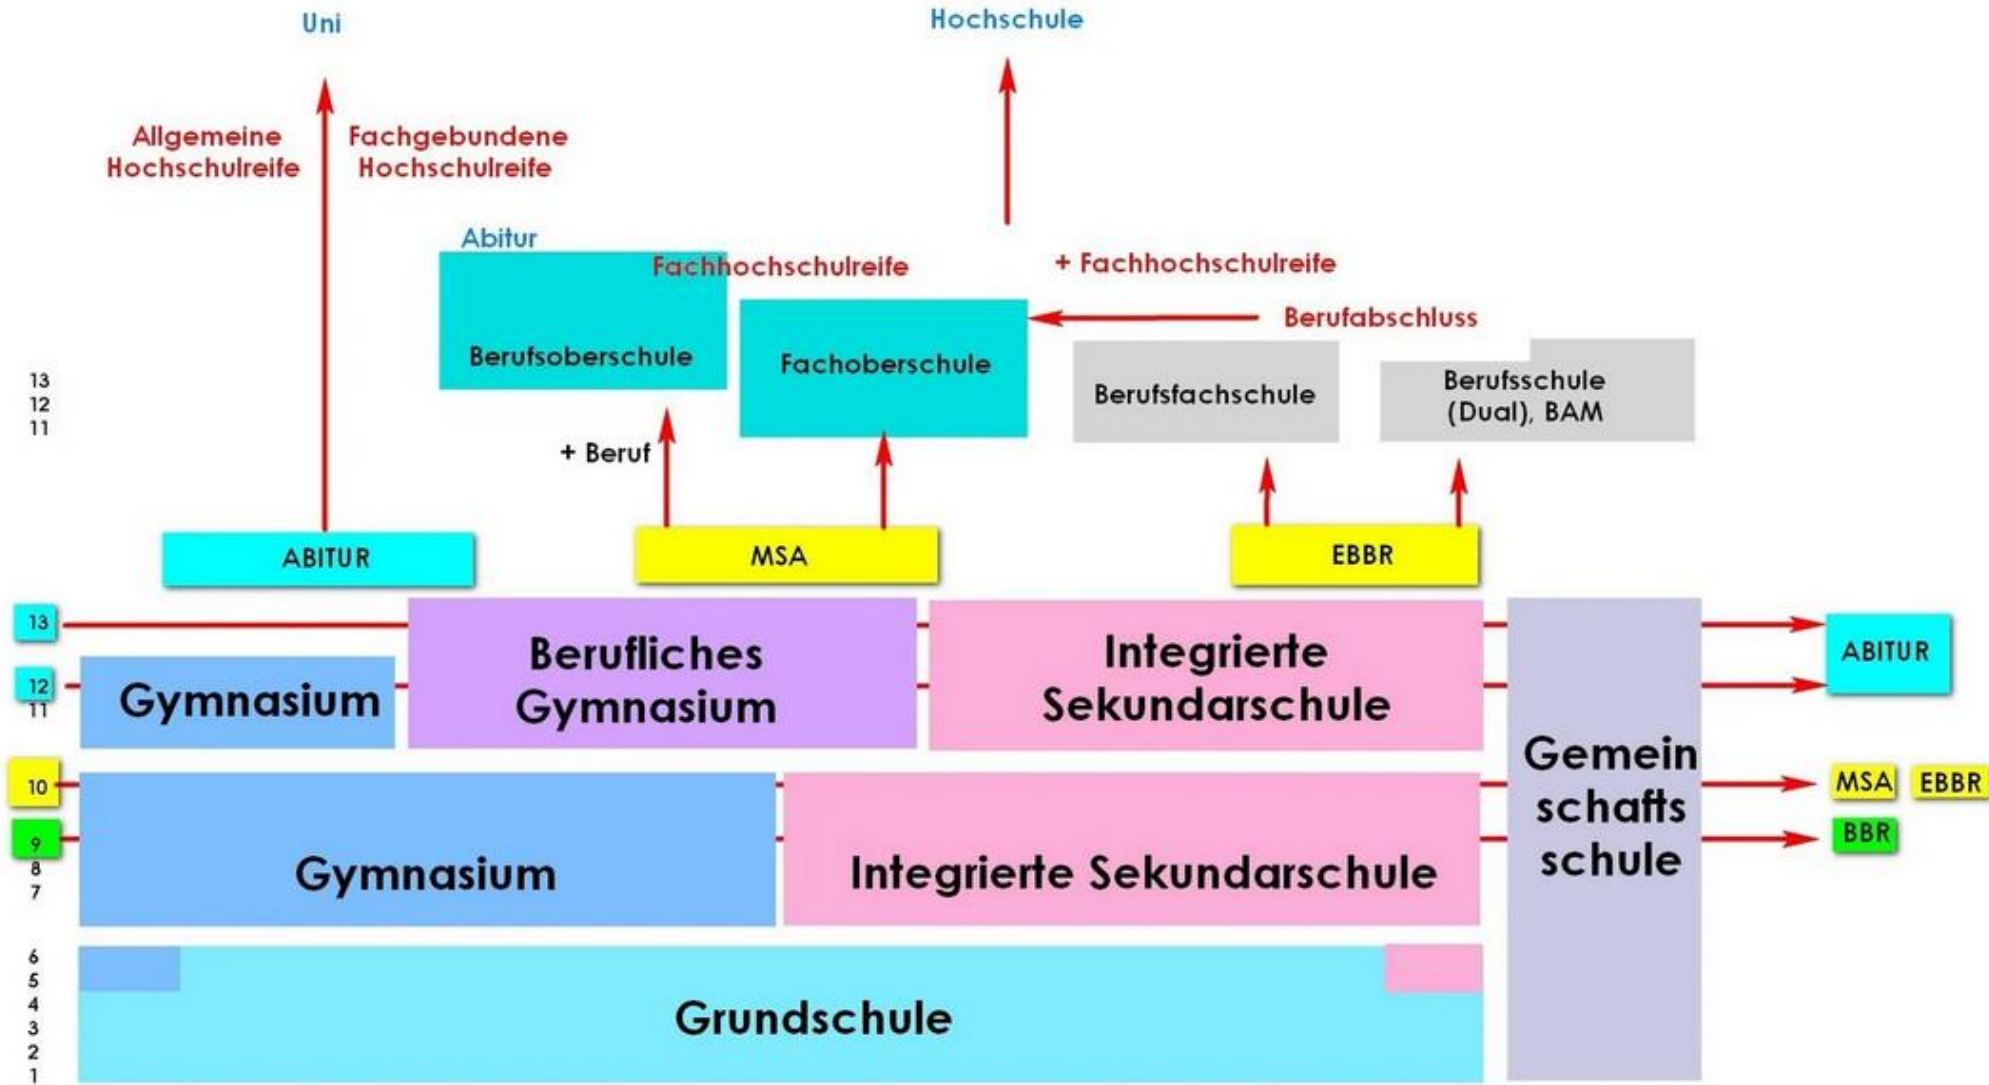 Uni
Hochschule
Allgemeine
Hochschulreife
Fachgebundene
Hochschulreife
Abitur
Fachhochschulreife
+ Fachhochschulreife
Berufabschluss
Berufsoberschule
Fachoberschule
Berufsfachschule
Berufsschule
(Dual), BAM
13
12
11
+ Beruf
ABITUR
MSA
EBBR
13
12
11
Gymnasium
Berufliches
Gymnasium
Integrierte
Sekundarschule
Gemein
schafts
schule
ABITUR
10
9
8
7
Gymnasium
Integrierte Sekundarschule
MSA
EBBR
BBR
6
5
4
3
2
1
Grundschule